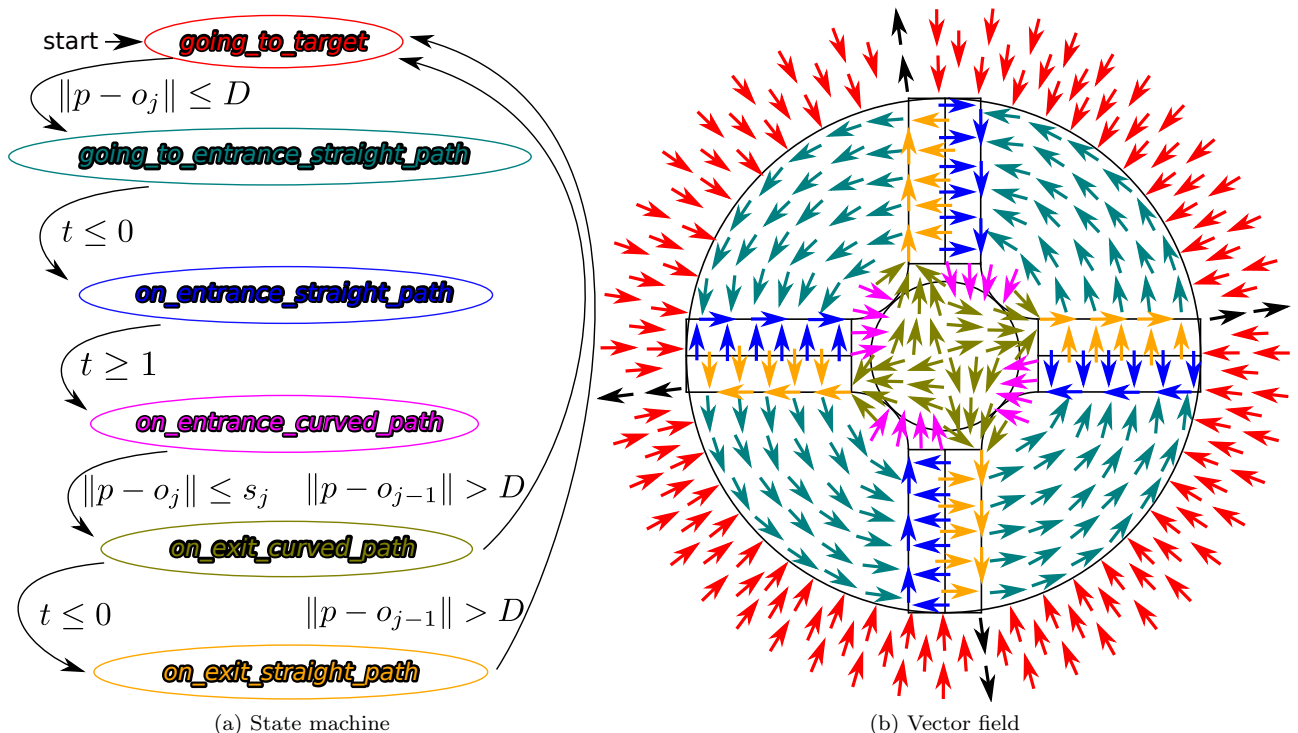 start
going_to_target
‖p − o_j‖ ≤ D
going_to_entrance_straight_path
t ≤ 0
on_entrance_straight_path
t ≥ 1
on_entrance_curved_path
‖p − o_j‖ ≤ s_j
‖p − o_{j−1}‖ > D
on_exit_curved_path
t ≤ 0
‖p − o_{j−1}‖ > D
on_exit_straight_path
(a) State machine
(b) Vector field